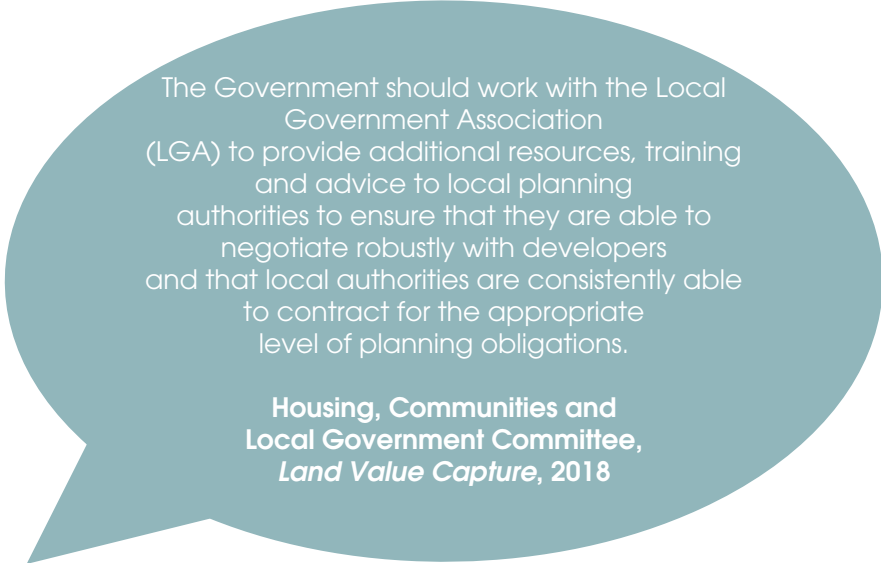 The Government should work with the Local
Government Association
(LGA) to provide additional resources, training
and advice to local planning
authorities to ensure that they are able to
negotiate robustly with developers
and that local authorities are consistently able
to contract for the appropriate
level of planning obligations.
Housing, Communities and
Local Government Committee,
Land Value Capture, 2018